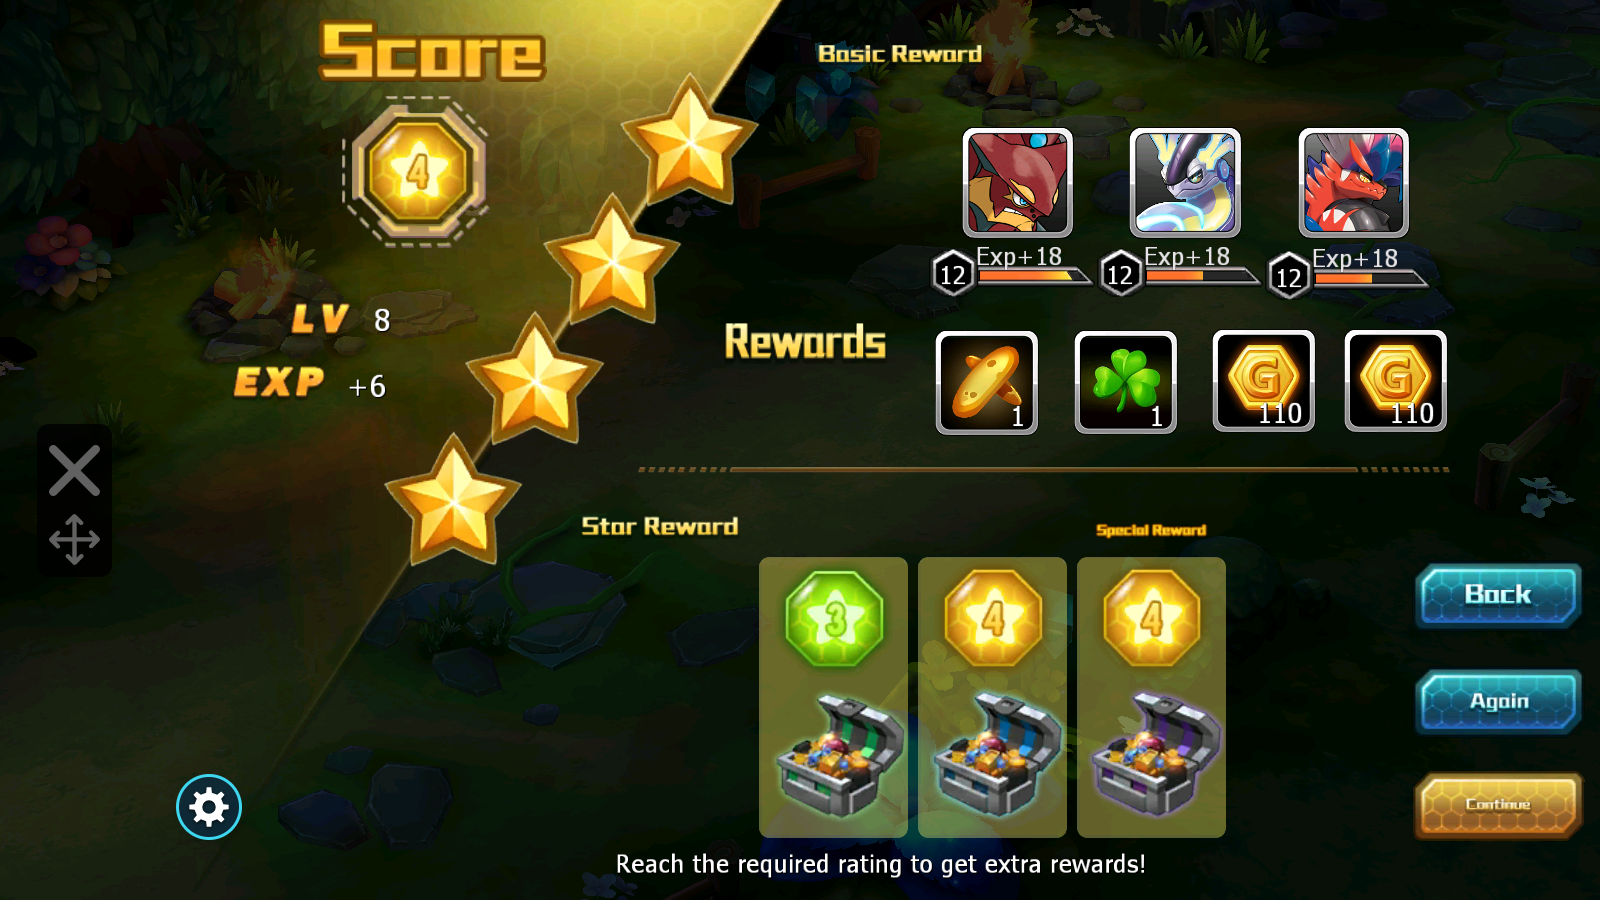 Score
4
LV 8
EXP +6
Basic Reward
12 Exp+18
12 Exp+18
12 Exp+18
Rewards
1
1
G 110
G 110
Star Reward
Special Reward
3
4
4
Back
Again
Continue
Reach the required rating to get extra rewards!